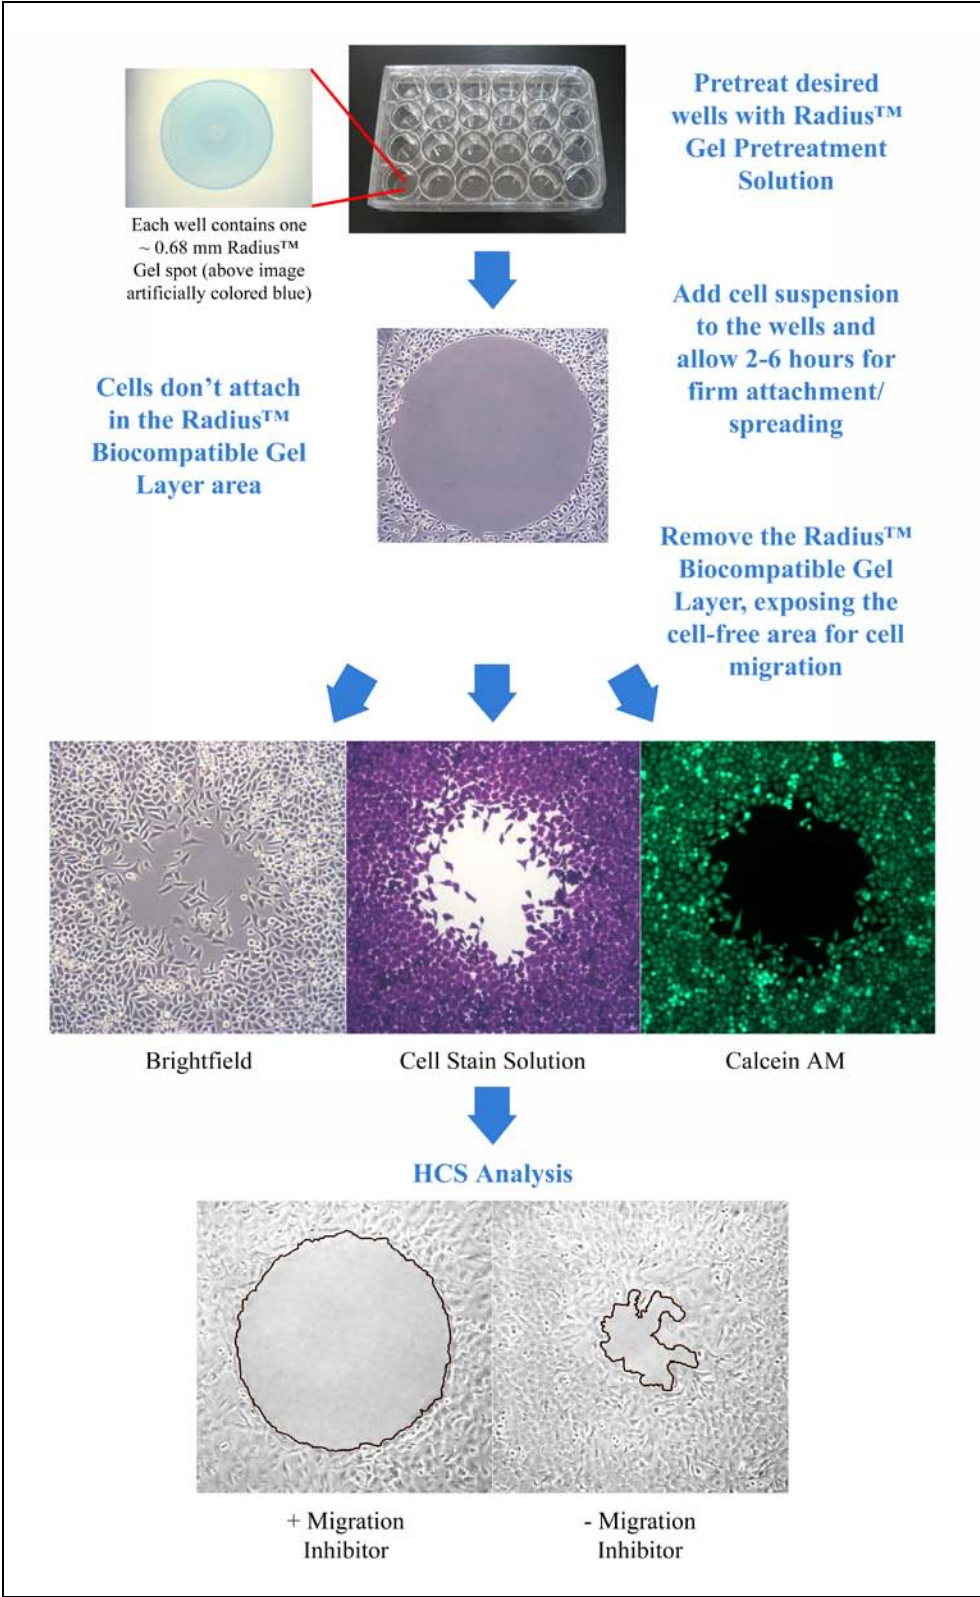 Pretreat desired
wells with Radius™
Gel Pretreatment
Solution
Each well contains one
~ 0.68 mm Radius™
Gel spot (above image
artificially colored blue)
Add cell suspension
to the wells and
allow 2-6 hours for
firm attachment/
spreading
Cells don’t attach
in the Radius™
Biocompatible Gel
Layer area
Remove the Radius™
Biocompatible Gel
Layer, exposing the
cell-free area for cell
migration
Brightfield
Cell Stain Solution
Calcein AM
HCS Analysis
+ Migration
Inhibitor
- Migration
Inhibitor